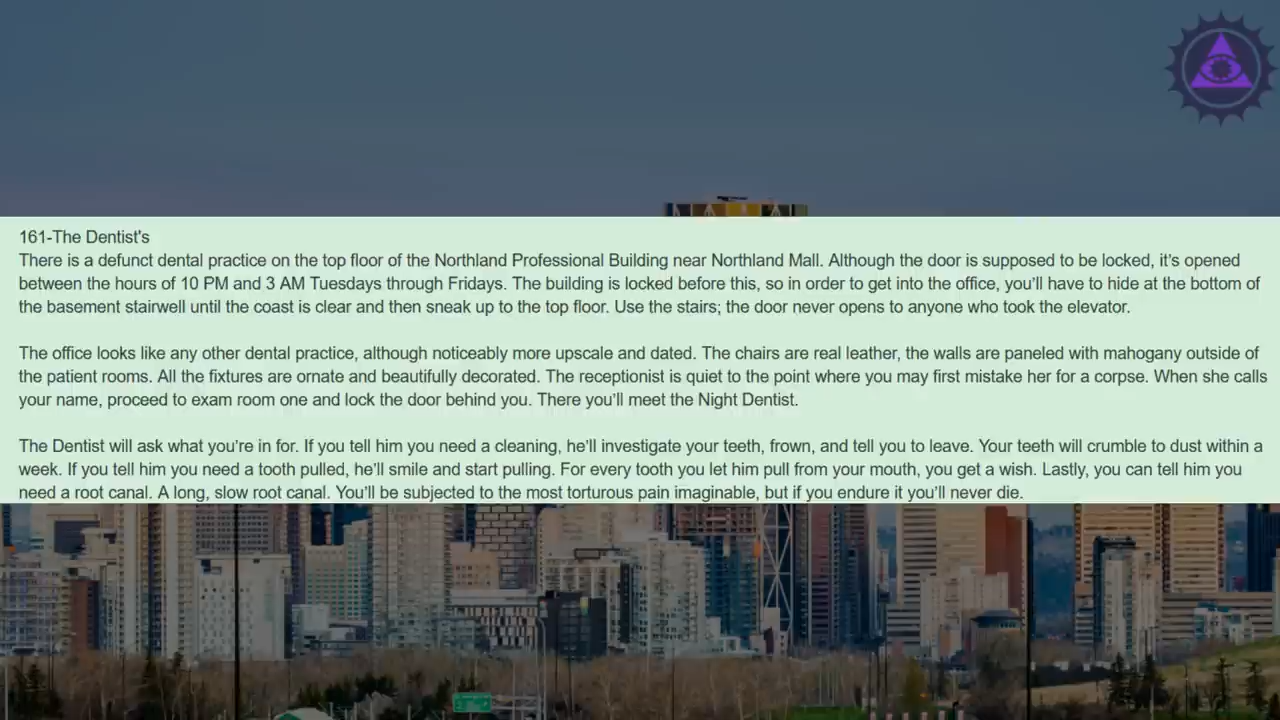 161-The Dentist's
There is a defunct dental practice on the top floor of the Northland Professional Building near Northland Mall. Although the door is supposed to be locked, it's opened
between the hours of 10 PM and 3 AM Tuesdays through Fridays. The building is locked before this, so in order to get into the office, you'll have to hide at the bottom of
the basement stairwell until the coast is clear and then sneak up to the top floor. Use the stairs; the door never opens to anyone who took the elevator.
The office looks like any other dental practice, although noticeably more upscale and dated. The chairs are real leather, the walls are paneled with mahogany outside of
the patient rooms. All the fixtures are ornate and beautifully decorated. The receptionist is quiet to the point where you may first mistake her for a corpse. When she calls
your name, proceed to exam room one and lock the door behind you. There you'll meet the Night Dentist.
The Dentist will ask what you're in for. If you tell him you need a cleaning, he'll investigate your teeth, frown, and tell you to leave. Your teeth will crumble to dust within a
week. If you tell him you need a tooth pulled, he'll smile and start pulling. For every tooth you let him pull from your mouth, you get a wish. Lastly, you can tell him you
need a root canal. A long, slow root canal. You'll be subjected to the most torturous pain imaginable, but if you endure it you'll never die.